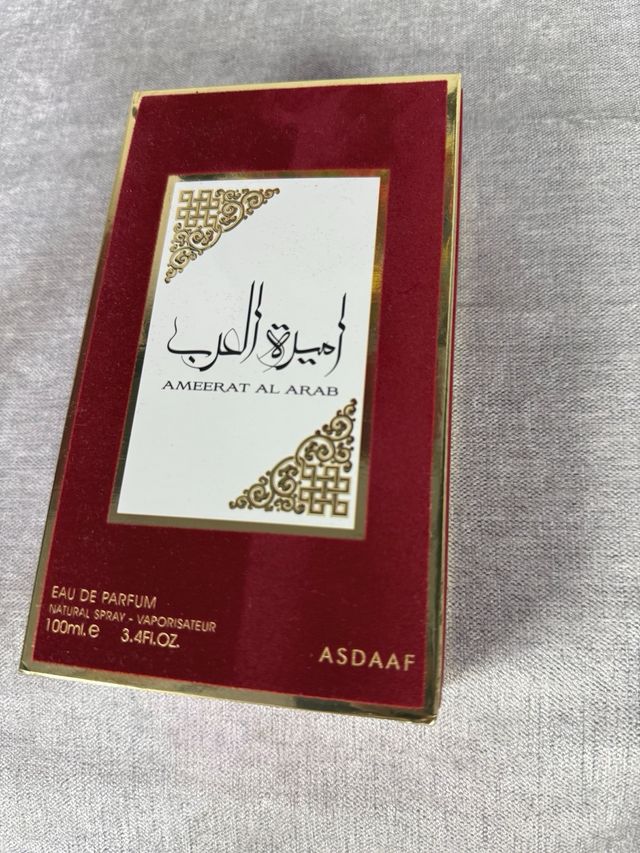 أميرة العرب
AMEERAT AL ARAB
EAU DE PARFUM
NATURAL SPRAY - VAPORISATEUR
100ml.e 3.4Fl.OZ.
ASDAAF